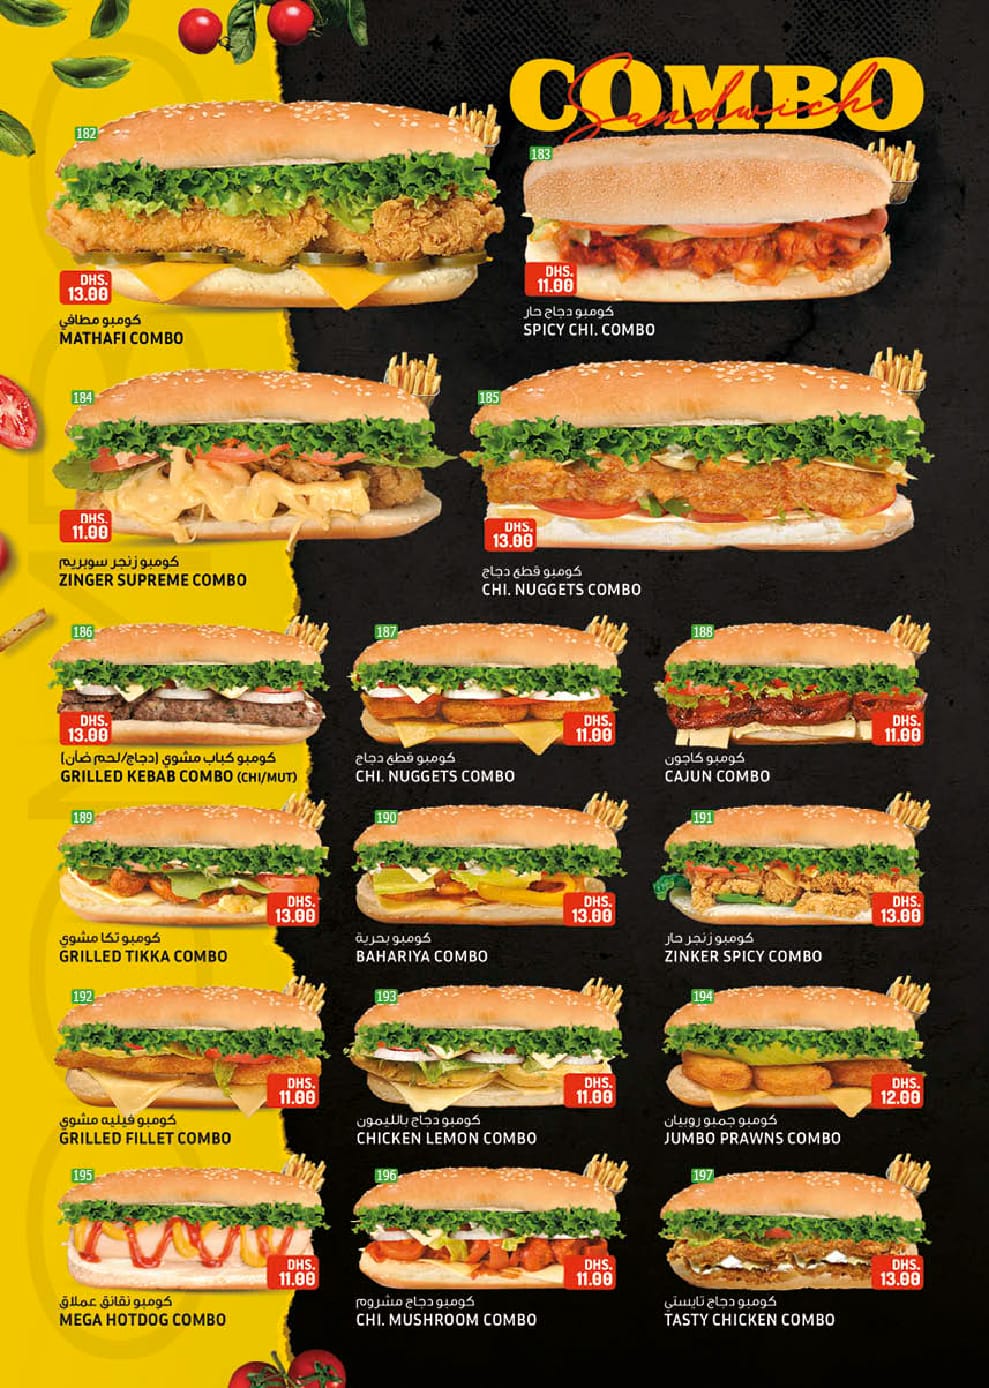 COMBO
Sandwich
182
DHS.
13.00
كومبو مطافي
MATHAFI COMBO
183
DHS.
11.00
كومبو دجاج حار
SPICY CHI. COMBO
184
DHS.
11.00
كومبو زنجر سوبريم
ZINGER SUPREME COMBO
185
DHS.
13.00
كومبو قطع دجاج
CHI. NUGGETS COMBO
186
DHS.
13.00
كومبو كباب مشوي (دجاج/لحم ضأن)
GRILLED KEBAB COMBO (CHI/MUT)
187
DHS.
11.00
كومبو قطع دجاج
CHI. NUGGETS COMBO
188
DHS.
11.00
كومبو كاجون
CAJUN COMBO
189
DHS.
13.00
كومبو تكا مشوي
GRILLED TIKKA COMBO
190
DHS.
13.00
كومبو بحرية
BAHARIYA COMBO
191
DHS.
13.00
كومبو زنجر حار
ZINKER SPICY COMBO
192
DHS.
11.00
كومبو فيليه مشوي
GRILLED FILLET COMBO
193
DHS.
11.00
كومبو دجاج بالليمون
CHICKEN LEMON COMBO
194
DHS.
12.00
كومبو جمبو روبيان
JUMBO PRAWNS COMBO
195
DHS.
11.00
كومبو نقانق عملاق
MEGA HOTDOG COMBO
196
DHS.
11.00
كومبو دجاج مشروم
CHI. MUSHROOM COMBO
197
DHS.
13.00
كومبو دجاج تايستي
TASTY CHICKEN COMBO
COMBO